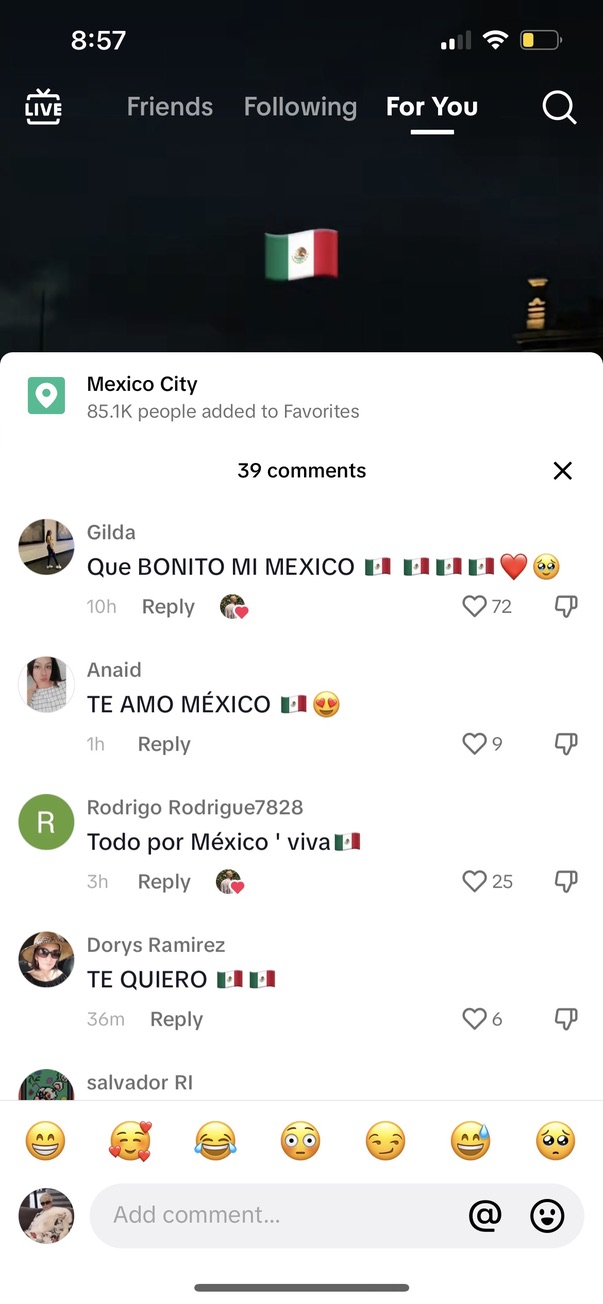 8:57
LIVE
Friends
Following
For You
Mexico City
85.1K people added to Favorites
39 comments
Gilda
Que BONITO MI MEXICO 🇲🇽 🇲🇽🇲🇽🇲🇽❤️🥹
10h Reply 72
Anaid
TE AMO MÉXICO 🇲🇽😍
1h Reply 9
Rodrigo Rodrigue7828
Todo por México ' viva🇲🇽
3h Reply 25
Dorys Ramirez
TE QUIERO 🇲🇽🇲🇽
36m Reply 6
salvador RI
Add comment...
@